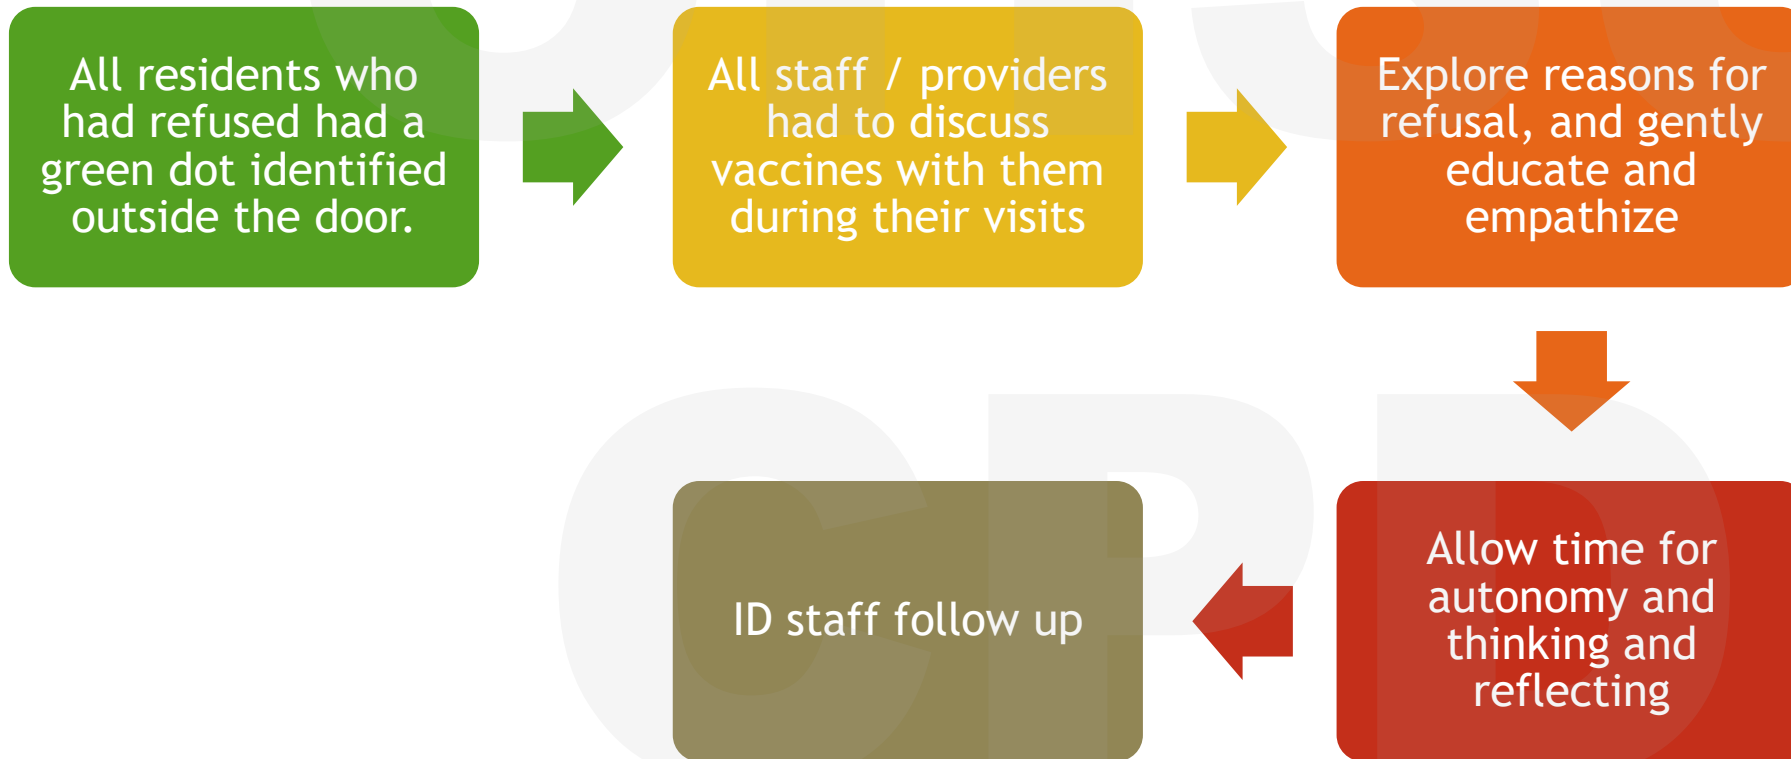 All residents who
had refused had a
green dot identified
outside the door.
All staff / providers
had to discuss
vaccines with them
during their visits
Explore reasons for
refusal, and gently
educate and
empathize
Allow time for
autonomy and
thinking and
reflecting
ID staff follow up
CPD